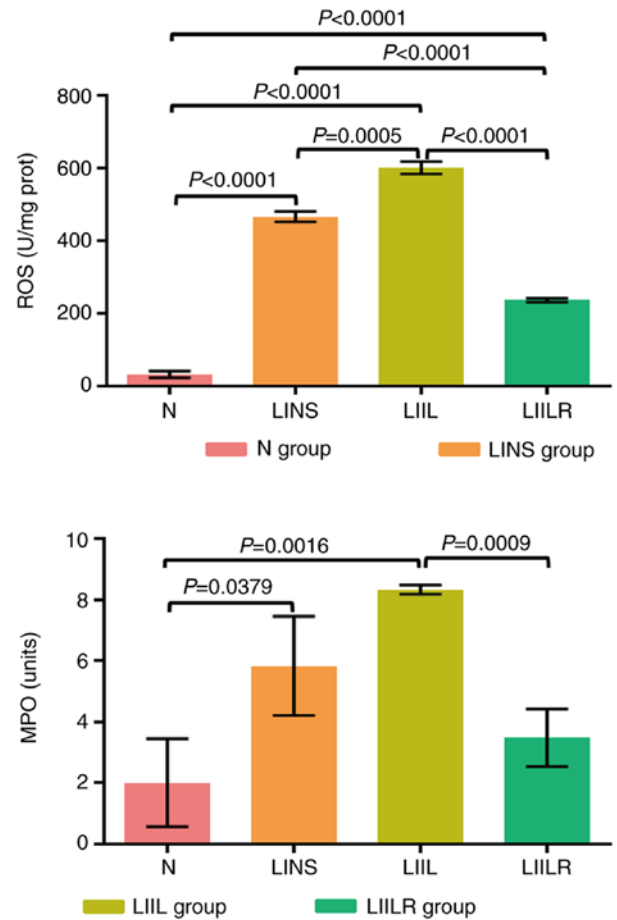 P<0.0001
P<0.0001
P<0.0001
P=0.0005 P<0.0001
P<0.0001
ROS (U/mg prot)
800
600
400
200
0
N LINS LIIL LIILR
N group LINS group
P=0.0016 P=0.0009
P=0.0379
MPO (units)
10
8
6
4
2
0
N LINS LIIL LIILR
LIIL group LIILR group